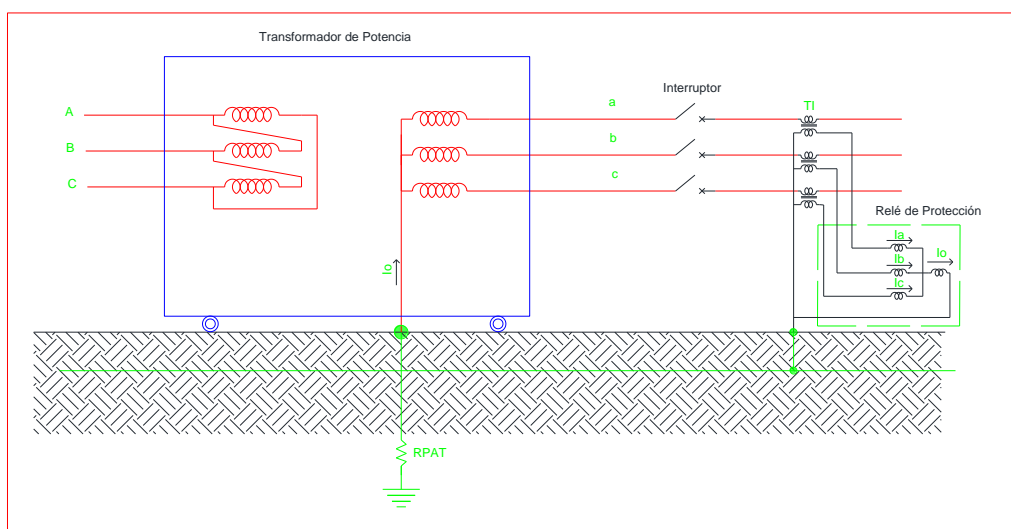 Transformador de Potencia
Interruptor
A
a
TI
B
b
C
c
Relé de Protección
Ia
Io
Ib
Ic
Io
RPAT